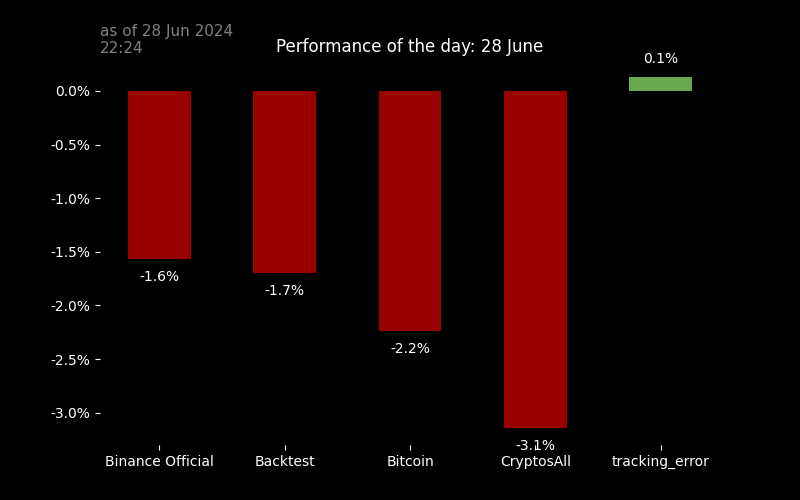 as of 28 Jun 2024
22:24
Performance of the day: 28 June
0.1%
0.0%
-0.5%
-1.0%
-1.5%
-2.0%
-2.5%
-3.0%
-1.6%
-1.7%
-2.2%
-3.1%
Binance Official
Backtest
Bitcoin
CryptosAll
tracking_error